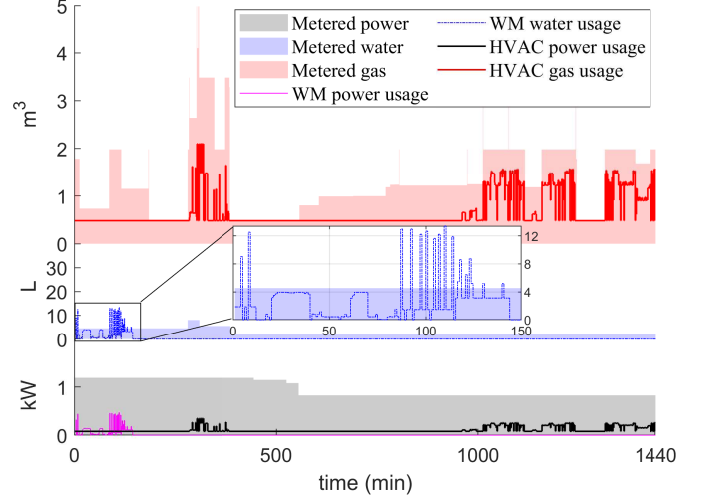 5
4
3
2
1
0
m3
Metered power
Metered water
Metered gas
WM power usage
WM water usage
HVAC power usage
HVAC gas usage
30
20
10
0
L
12
8
4
0
0 50 100 150
1
0
kW
0 500 1000 1440
time (min)